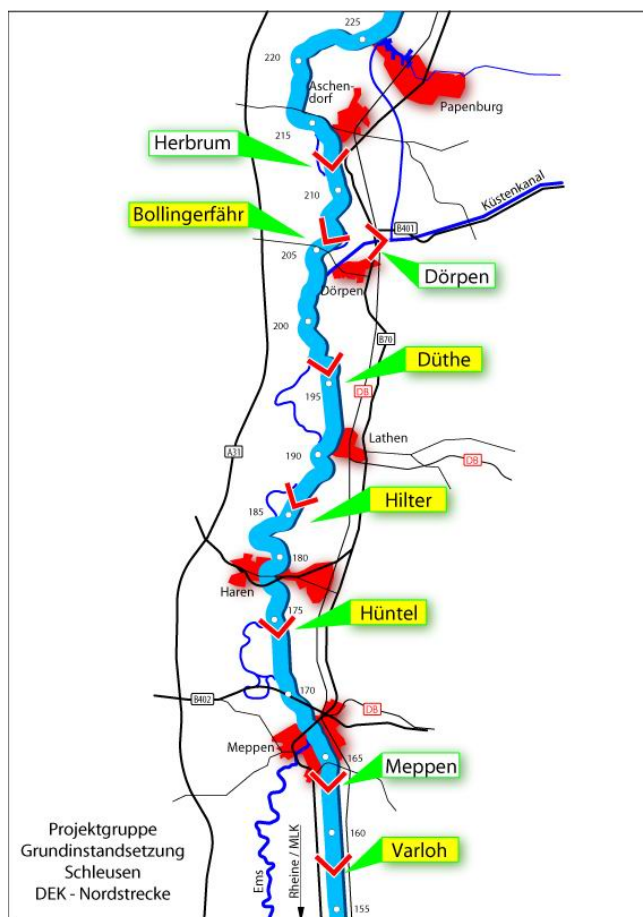 225
220
Aschen-
dorf
Papenburg
215
Herbrum
210
Küstenkanal
Bollingerfähr
B401
205
Dörpen
Dörpen
200
B70
Düthe
195
DB
Lathen
190
A31
DB
Hilter
185
180
Haren
175
Hüntel
170
B402
DB
Meppen
165
Meppen
160
Projektgruppe
Grundinstandsetzung
Schleusen
DEK - Nordstrecke
Ems
Rheine / MLK
Varloh
155